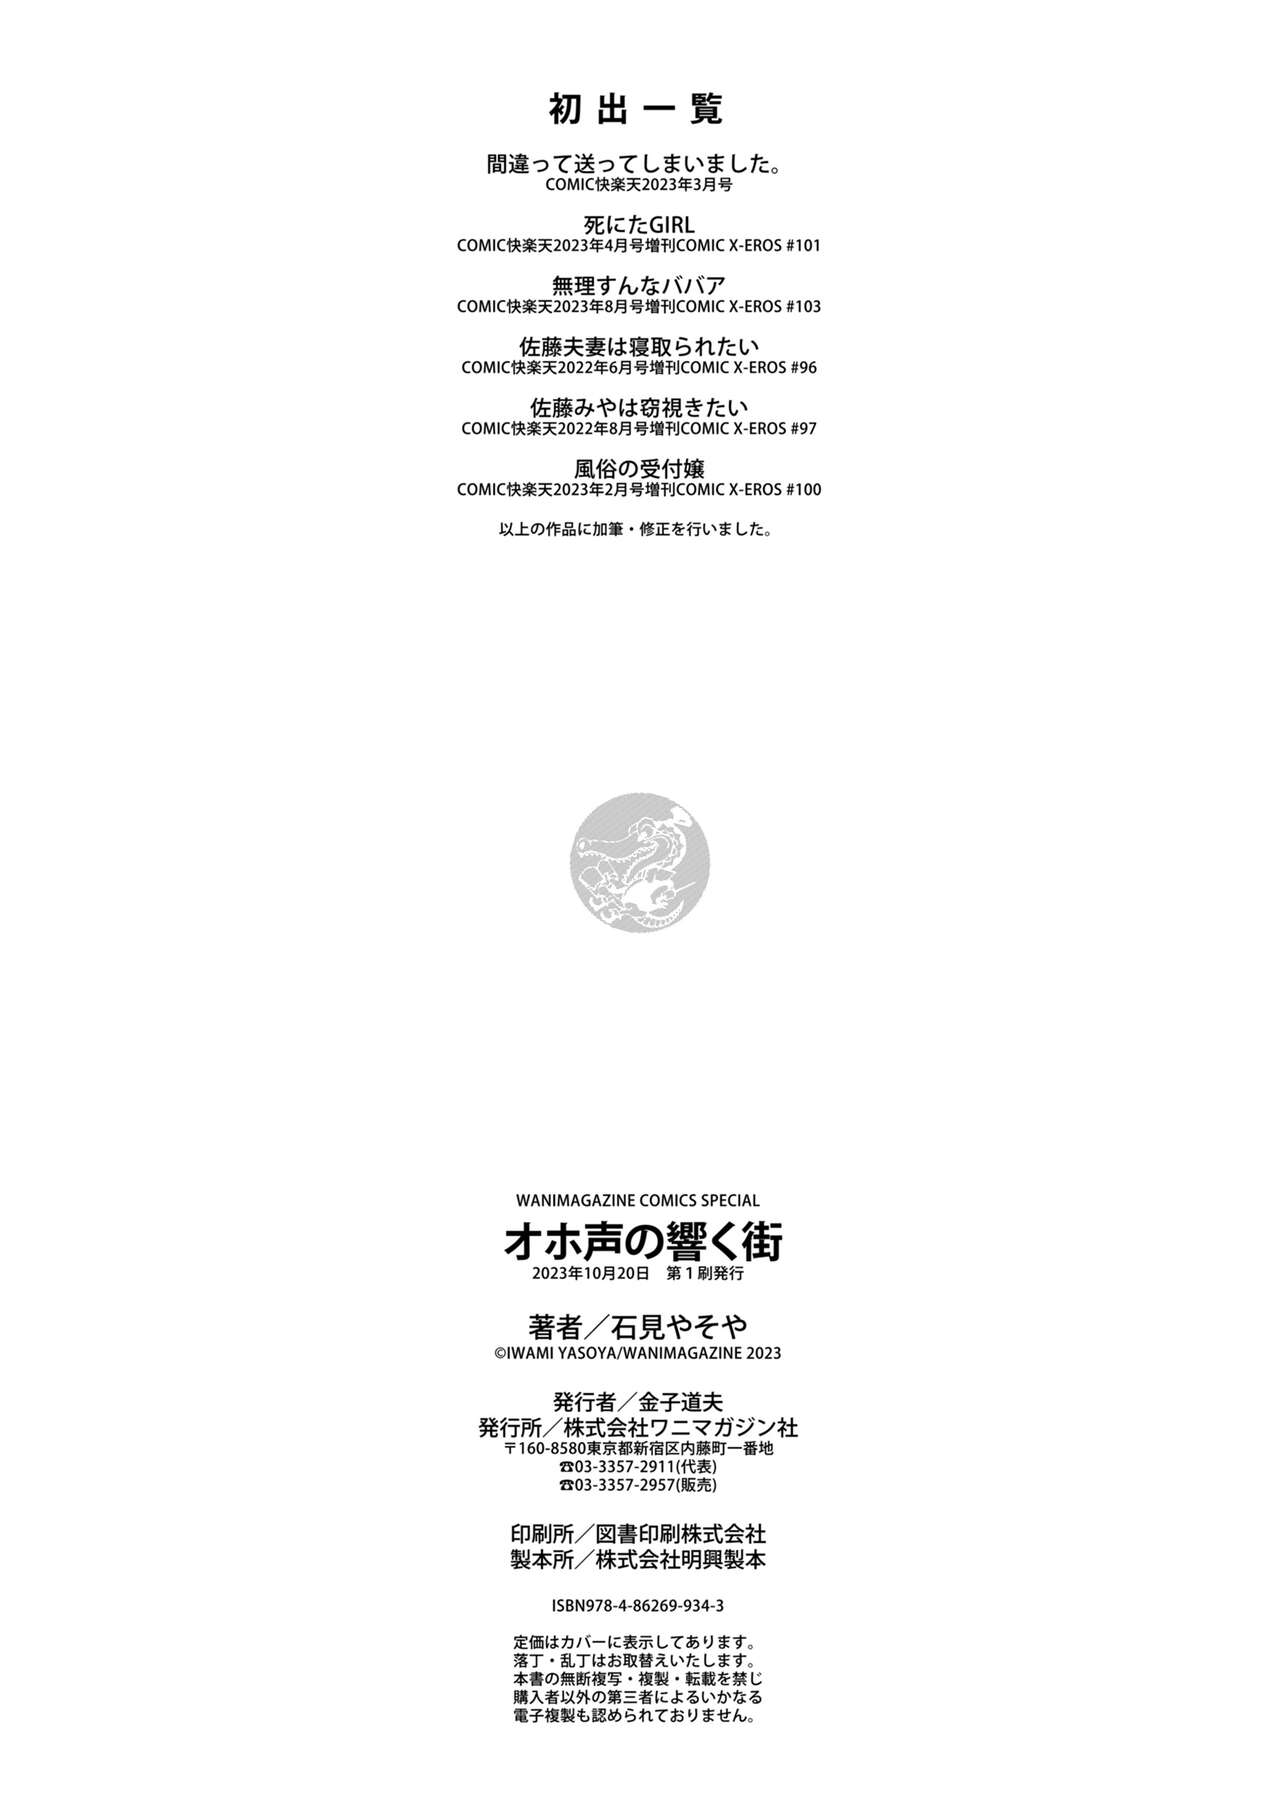 初出一覧
間違って送ってしまいました。
COMIC快楽天2023年3月号
死にたGIRL
COMIC快楽天2023年4月号増刊COMIC X-EROS #101
無理すんなババア
COMIC快楽天2023年8月号増刊COMIC X-EROS #103
佐藤夫妻は寝取られたい
COMIC快楽天2022年6月号増刊COMIC X-EROS #96
佐藤みやは窃視きたい
COMIC快楽天2022年8月号増刊COMIC X-EROS #97
風俗の受付嬢
COMIC快楽天2023年2月号増刊COMIC X-EROS #100
以上の作品に加筆・修正を行いました。
WANIMAGAZINE COMICS SPECIAL
オホ声の響く街
2023年10月20日　第１刷発行
著者／石見やそや
©IWAMI YASOYA/WANIMAGAZINE 2023
発行者／金子道夫
発行所／株式会社ワニマガジン社
〒160-8580東京都新宿区内藤町一番地
☎03-3357-2911(代表)
☎03-3357-2957(販売)
印刷所／図書印刷株式会社
製本所／株式会社明興製本
ISBN978-4-86269-934-3
定価はカバーに表示してあります。
落丁・乱丁はお取替えいたします。
本書の無断複写・複製・転載を禁じ
購入者以外の第三者によるいかなる
電子複製も認められておりません。